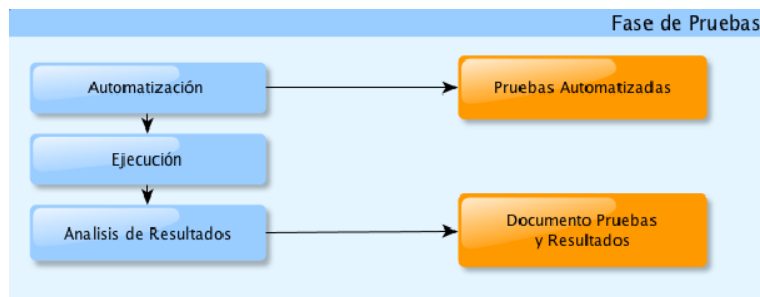 Fase de Pruebas
Automatización
Pruebas Automatizadas
Ejecución
Analisis de Resultados
Documento Pruebas
y Resultados